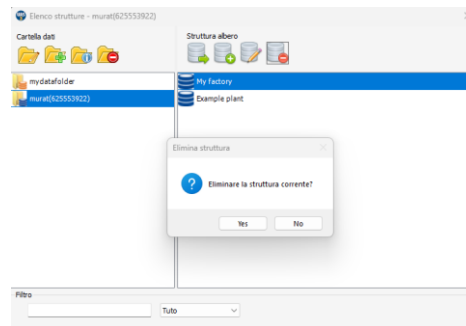 Elenco strutture - murat(625553922)
Cartella dati
Struttura albero
mydatafolder
murat(625553922)
My factory
Example plant
Elimina struttura
Eliminare la struttura corrente?
Yes
No
Filtro
Tuto